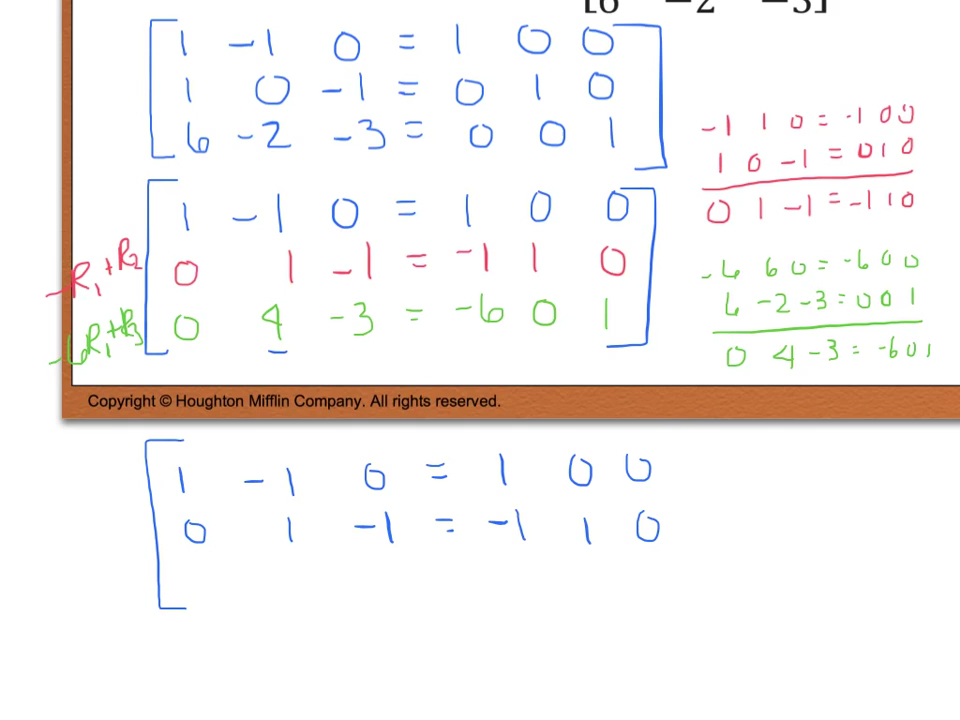 [6 -2 -3]
1 -1 0 = 1 0 0
1 0 -1 = 0 1 0
6 -2 -3 = 0 0 1
-1 1 0 = -1 0 0
1 0 -1 = 0 1 0
0 1 -1 = -1 1 0
1 -1 0 = 1 0 0
-R1+R2 0 1 -1 = -1 1 0
-6R1+R3 0 4 -3 = -6 0 1
-6 6 0 = -6 0 0
6 -2 -3 = 0 0 1
0 4 -3 = -6 0 1
Copyright © Houghton Mifflin Company. All rights reserved.
1 -1 0 = 1 0 0
0 1 -1 = -1 1 0